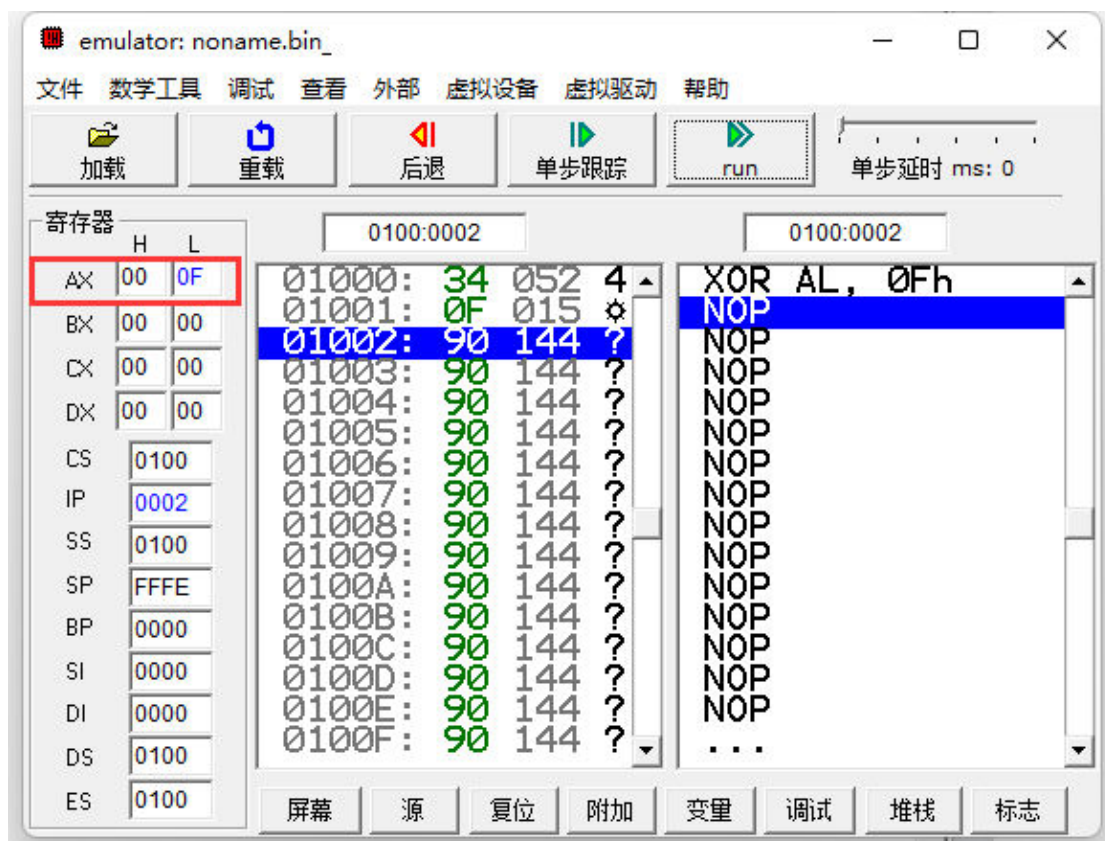 emulator: noname.bin_
文件 数学工具 调试 查看 外部 虚拟设备 虚拟驱动 帮助
加载 重载 后退 单步跟踪 run 单步延时 ms: 0
寄存器
H L
AX 00 0F
BX 00 00
CX 00 00
DX 00 00
CS 0100
IP 0002
SS 0100
SP FFFE
BP 0000
SI 0000
DI 0000
DS 0100
ES 0100
0100:0002
01000: 34 052 4
01001: 0F 015 ☼
01002: 90 144 ?
01003: 90 144 ?
01004: 90 144 ?
01005: 90 144 ?
01006: 90 144 ?
01007: 90 144 ?
01008: 90 144 ?
01009: 90 144 ?
0100A: 90 144 ?
0100B: 90 144 ?
0100C: 90 144 ?
0100D: 90 144 ?
0100E: 90 144 ?
0100F: 90 144 ?
0100:0002
XOR AL, 0Fh
NOP
NOP
NOP
NOP
NOP
NOP
NOP
NOP
NOP
NOP
NOP
NOP
NOP
NOP
...
屏幕 源 复位 附加 变量 调试 堆栈 标志